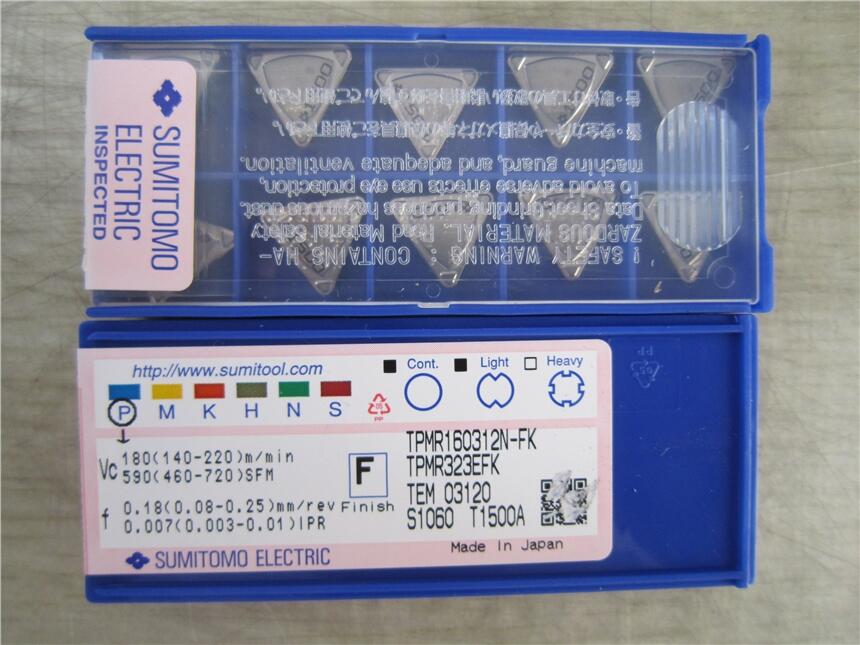 SUMITOMO
ELECTRIC
INSPECTED
! SAFETY WARNING : CONTAINS HA-
ZARDOUS MATERIAL. Read Material Safety
Data Sheet. Grinding produces hazardous dust.
To avoid adverse effects use eye protection,
machine guard, and adequate ventilation.
http://www.sumitool.com
Cont. Light Heavy
P M K H N S
PP
Vc 180(140-220)m/min
590(460-720)SFM
f 0.18(0.08-0.25)mm/rev
0.007(0.003-0.01)IPR
F
Finish
TPMR160312N-FK
TPMR323EFK
TEM 03120
S1060 T1500A
Made In Japan
SUMITOMO ELECTRIC
PP